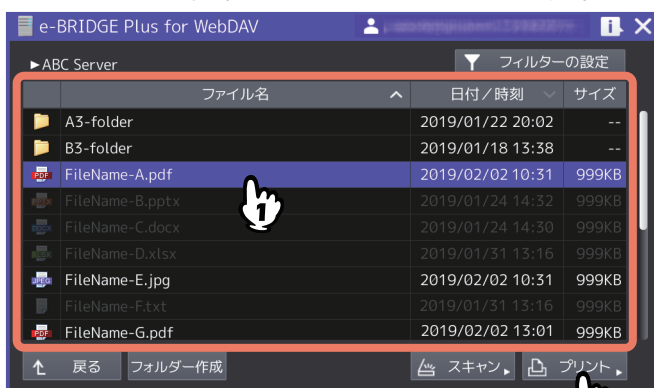 e-BRIDGE Plus for WebDAV
►ABC Server フィルターの設定
ファイル名 日付/時刻 サイズ
A3-folder 2019/01/22 20:02 --
B3-folder 2019/01/18 13:38 --
PDF FileName-A.pdf 2019/02/02 10:31 999KB
FileName-B.pptx 2019/01/24 14:32 999KB
FileName-C.docx 2019/01/24 14:30 999KB
FileName-D.xlsx 2019/01/31 13:16 999KB
JPEG FileName-E.jpg 2019/02/02 10:31 999KB
FileName-F.txt 2019/01/31 13:16 999KB
PDF FileName-G.pdf 2019/02/02 13:01 999KB
1
戻る フォルダー作成 スキャン プリント